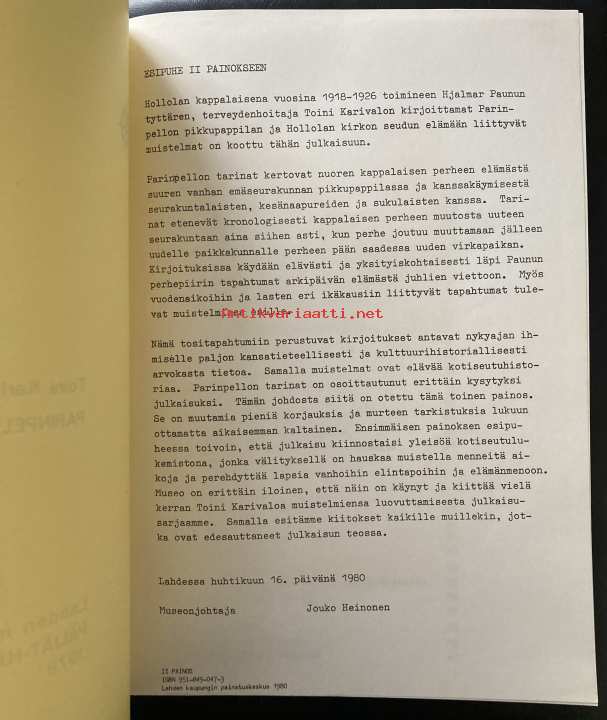 ESIPUHE II PAINOKSEEN
Hollolan kappalaisena vuosina 1918-1926 toimineen Hjalmar Paunun
tyttären, terveydenhoitaja Toini Karivalon kirjoittamat Parin-
pellon pikkupappilan ja Hollolan kirkon seudun elämään liittyvät
muistelmat on koottu tähän julkaisuun.
Parinpellon tarinat kertovat nuoren kappalaisen perheen elämästä
suuren vanhan emäseurakunnan pikkupappilassa ja kanssakäymisestä
seurakuntalaisten, kesänaapureiden ja sukulaisten kanssa. Tari-
nat etenevät kronologisesti kappalaisen perheen muutosta uuteen
seurakuntaan aina siihen asti, kun perhe joutuu muuttamaan jälleen
uudelle paikkakunnalle perheen pään saadessa uuden virkapaikan.
Kirjoituksissa käydään elävästi ja yksityiskohtaisesti läpi Paunun
perhepiirin tapahtumat arkipäivän elämästä juhlien viettoon. Myös
vuodenaikoihin ja lasten eri ikäkausiin liittyvät tapahtumat tule-
vat muistelmissa
Antikvariaatti.net
Nämä tositapahtumiin perustuvat kirjoitukset antavat nykyajan ih-
miselle paljon kansatieteellisesti ja kulttuurihistoriallisesti
arvokasta tietoa. Samalla muistelmat ovat elävää kotiseutuhisto-
riaa. Parinpellon tarinat on osoittautunut erittäin kysytyksi
julkaisuksi. Tämän johdosta siitä on otettu tämä toinen painos.
Se on muutamia pieniä korjauksia ja murteen tarkistuksia lukuun
ottamatta aikaisemman kaltainen. Ensimmäisen painoksen esipu-
heessa toivoin, että julkaisu kiinnostaisi yleisöä kotiseutulu-
kemistona, jonka välityksellä on hauskaa muistella menneitä ai-
koja ja perehdyttää lapsia vanhoihin elintapoihin ja elämänmenoon.
Museo on erittäin iloinen, että näin on käynyt ja kiittää vielä
kerran Toini Karivaloa muistelmiensa luovuttamisesta julkaisu-
sarjaamme. Samalla esitämme kiitokset kaikille muillekin, jot-
ka ovat edesauttaneet julkaisun teossa.
Lahdessa huhtikuun 16. päivänä 1980
Museonjohtaja Jouko Heinonen
II PAINOS
ISBN 951-849-047-3
Lahden kaupungin painatuskeskus 1980